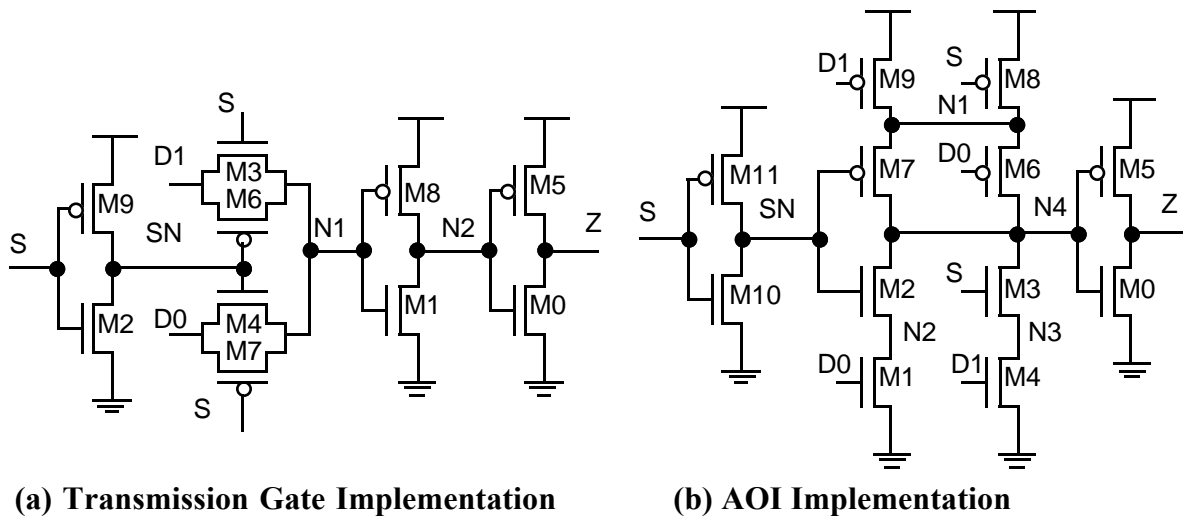 S
D1
M3
M6
M9
SN
N1
M8
N2
M5
Z
S
M2
D0
M4
M7
M1
M0
S
(a) Transmission Gate Implementation
D1
M9
S
M8
N1
M11
M7
D0
M6
M5
S
SN
N4
Z
M10
M2
S
M3
M0
N2
N3
D0
M1
D1
M4
(b) AOI Implementation